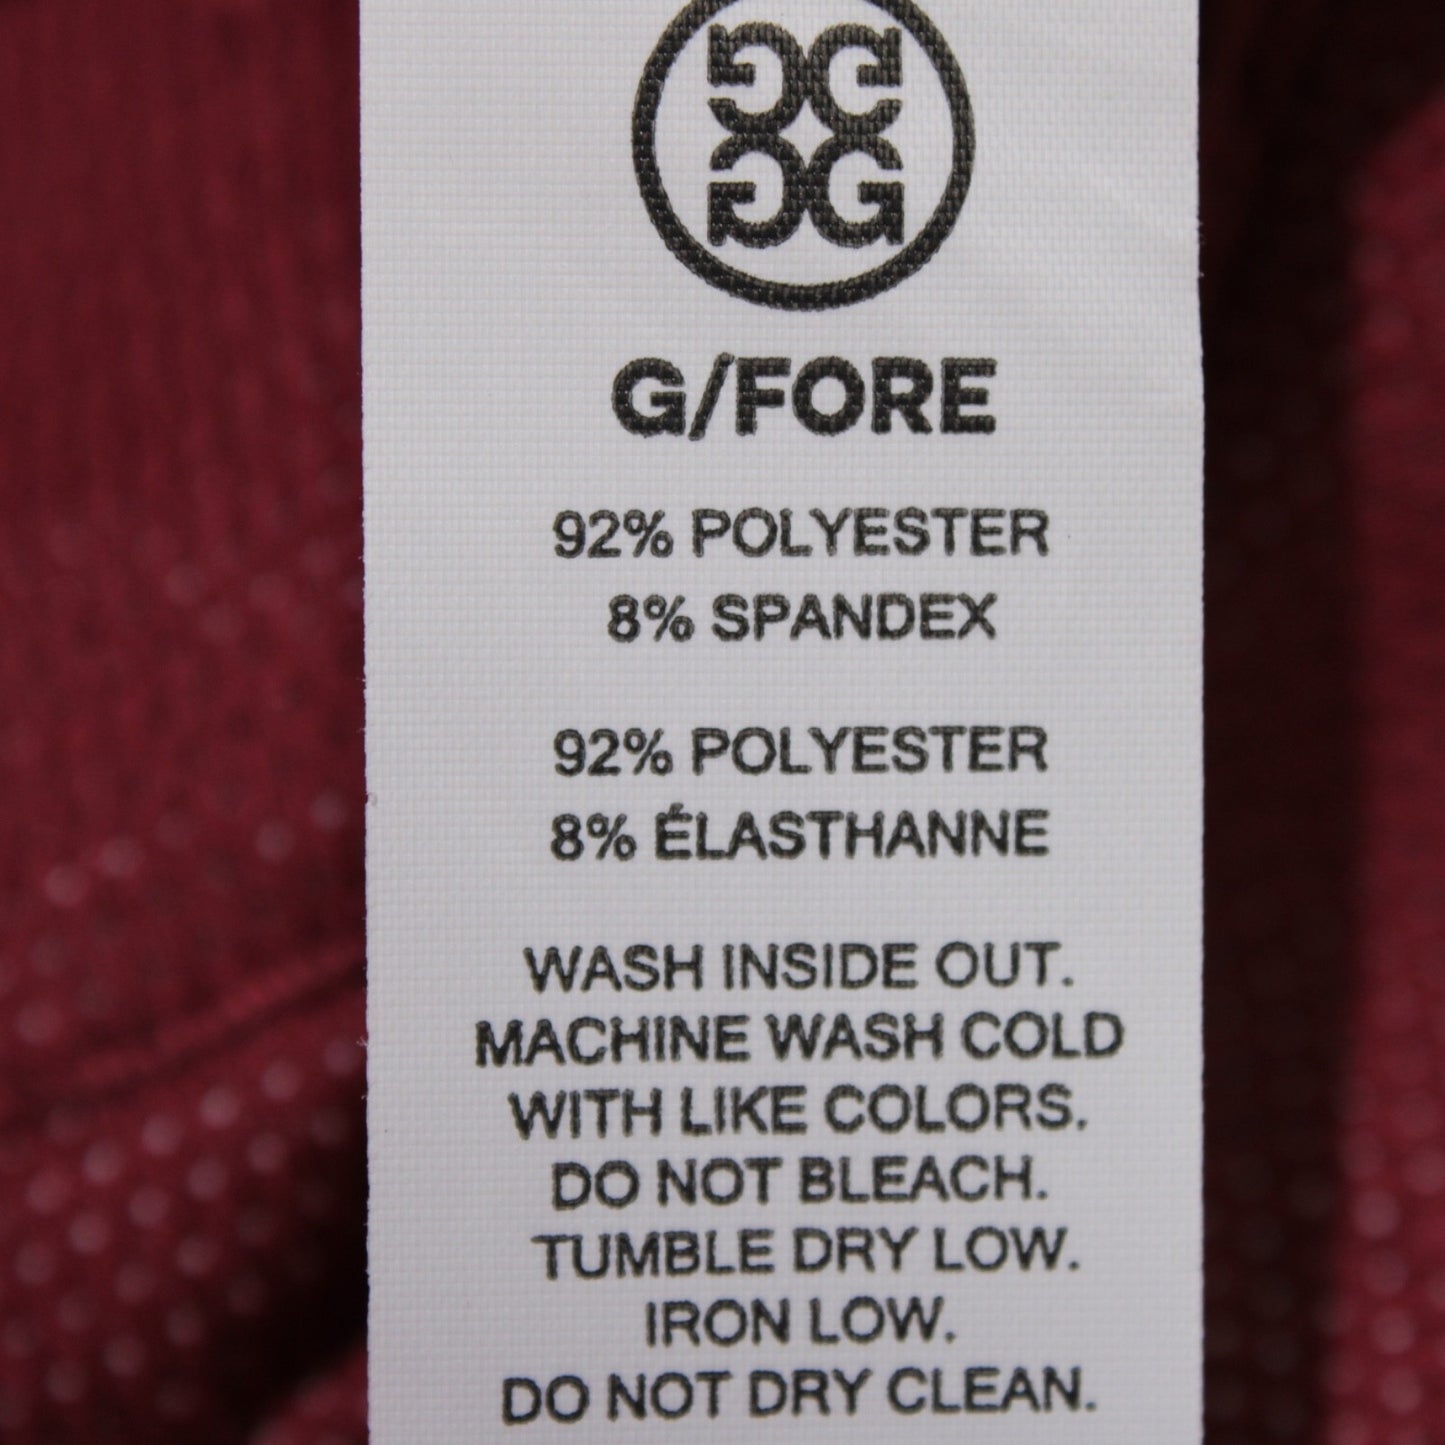 G/FORE
92% POLYESTER
8% SPANDEX
92% POLYESTER
8% ÉLASTHANNE
WASH INSIDE OUT.
MACHINE WASH COLD
WITH LIKE COLORS.
DO NOT BLEACH.
TUMBLE DRY LOW.
IRON LOW.
DO NOT DRY CLEAN.